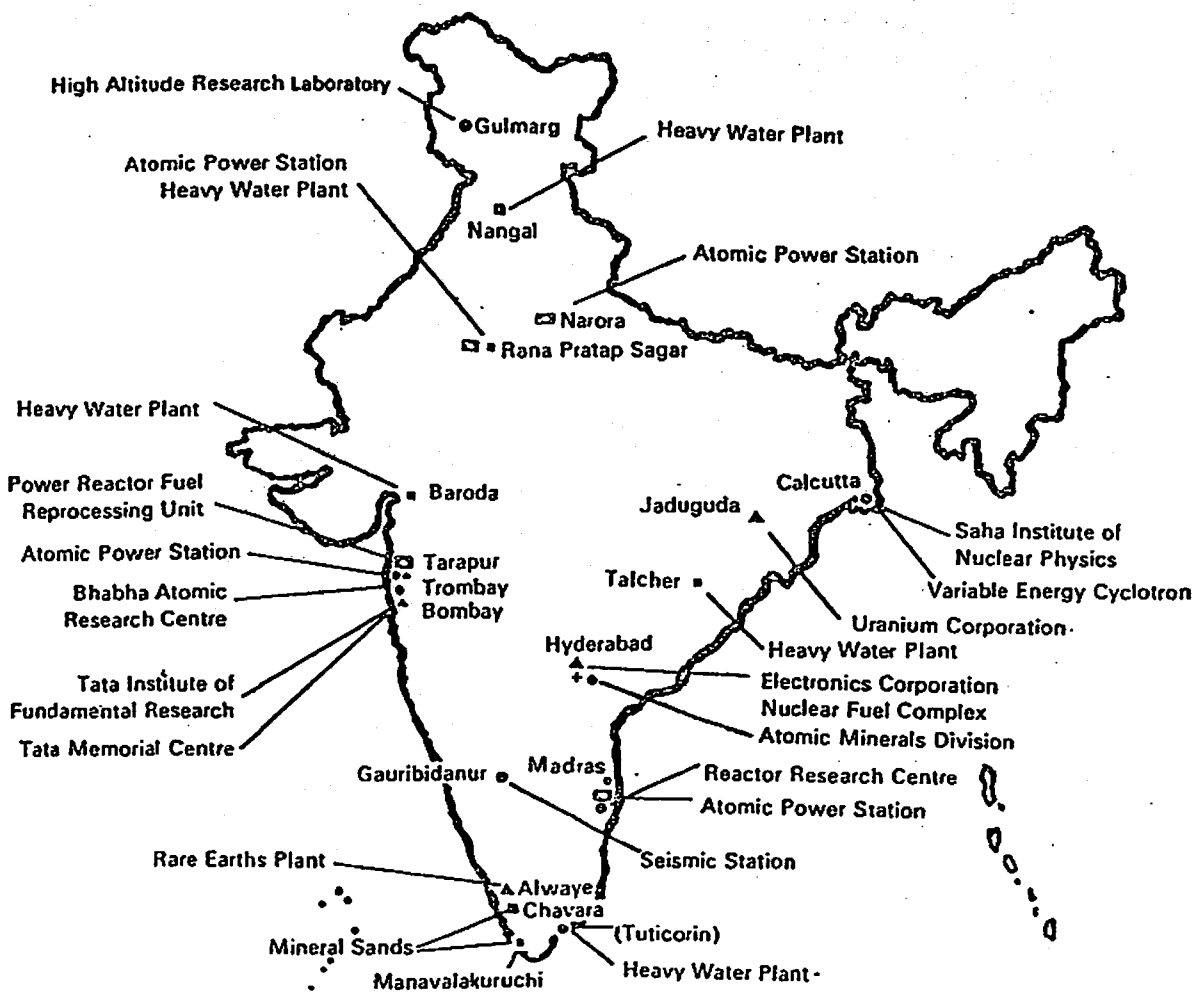 High Altitude Research Laboratory
Gulmarg
Heavy Water Plant
Atomic Power Station
Heavy Water Plant
Nangal
Atomic Power Station
Narora
Rana Pratap Sagar
Heavy Water Plant
Baroda
Power Reactor Fuel
Reprocessing Unit
Calcutta
Jaduguda
Saha Institute of
Nuclear Physics
Atomic Power Station
Tarapur
Trombay
Bombay
Bhabha Atomic
Research Centre
Talcher
Variable Energy Cyclotron
Uranium Corporation
Heavy Water Plant
Hyderabad
Electronics Corporation
Nuclear Fuel Complex
Atomic Minerals Division
Tata Institute of
Fundamental Research
Tata Memorial Centre
Gauribidanur
Madras
Reactor Research Centre
Atomic Power Station
Seismic Station
Rare Earths Plant
Alwaye
Chavara
Mineral Sands
(Tuticorin)
Manavalakuruchi
Heavy Water Plant